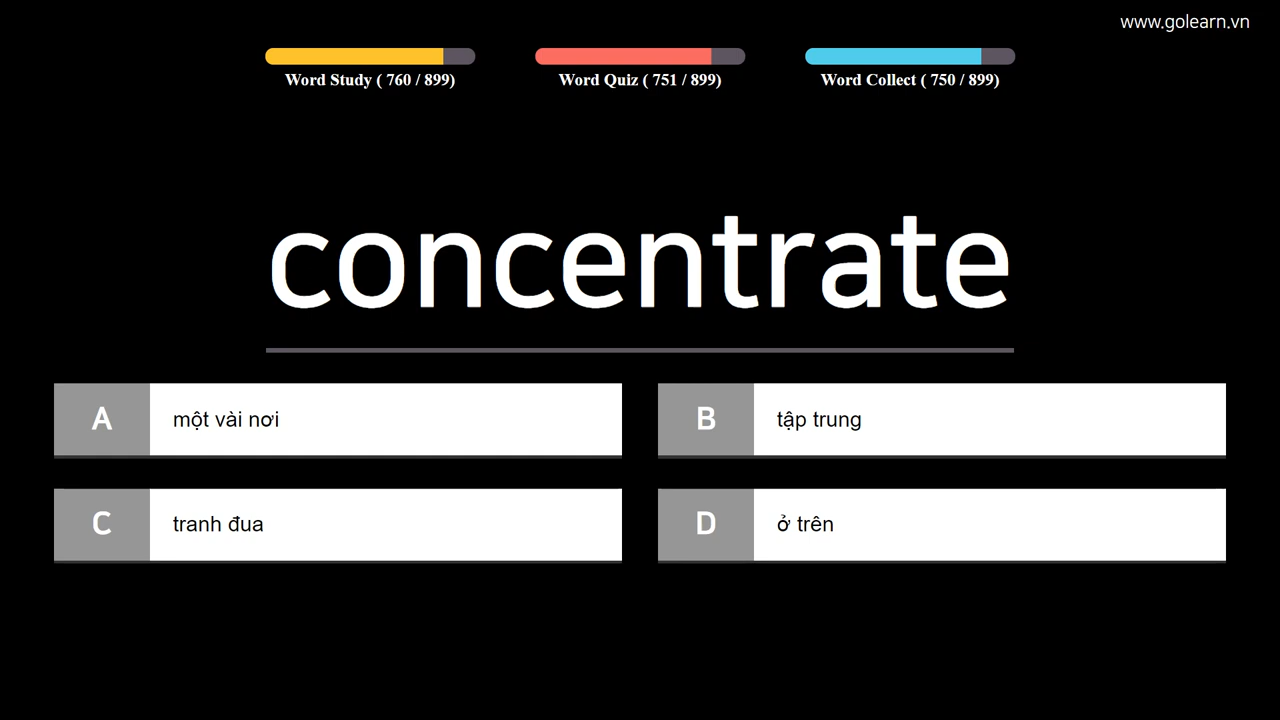 www.golearn.vn
Word Study ( 760 / 899)
Word Quiz ( 751 / 899)
Word Collect ( 750 / 899)
concentrate
A một vài nơi
B tập trung
C tranh đua
D ở trên